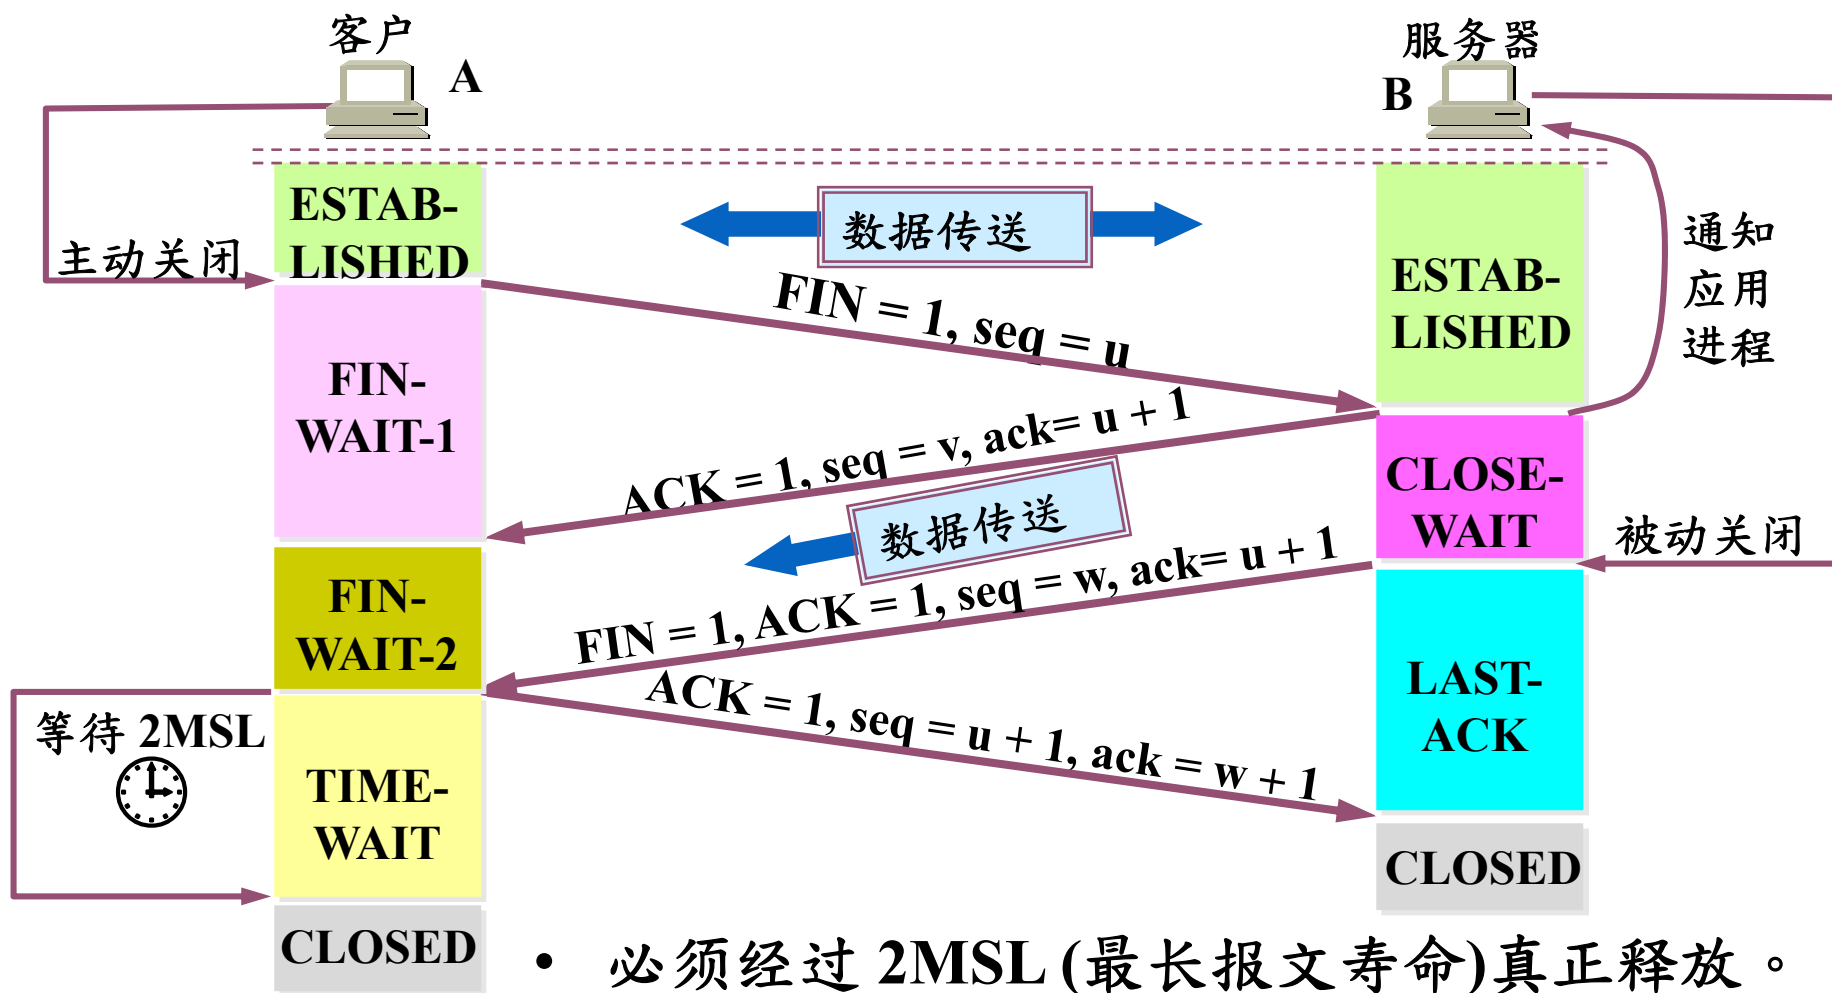 客户
服务器
A
B
ESTAB-
LISHED
数据传送
主动关闭
ESTAB-
LISHED
通知
应用
进程
FIN = 1, seq = u
FIN-
WAIT-1
ACK = 1, seq = v, ack= u + 1
CLOSE-
WAIT
数据传送
被动关闭
FIN-
WAIT-2
FIN = 1, ACK = 1, seq = w, ack= u + 1
LAST-
ACK
ACK = 1, seq = u + 1, ack = w + 1
等待 2MSL
TIME-
WAIT
CLOSED
CLOSED
• 必须经过 2MSL (最长报文寿命)真正释放。